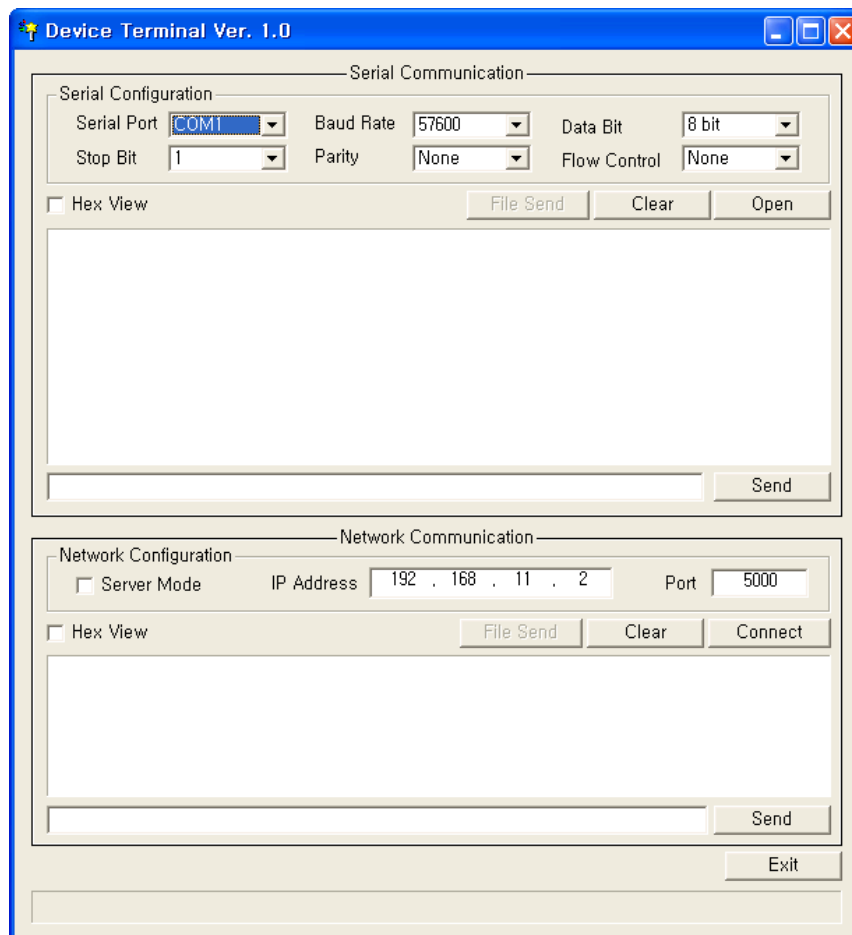 Device Terminal Ver. 1.0
Serial Communication
Serial Configuration
Serial Port COM1 Baud Rate 57600 Data Bit 8 bit
Stop Bit 1 Parity None Flow Control None
Hex View File Send Clear Open
Send
Network Communication
Network Configuration
Server Mode IP Address 192 . 168 . 11 . 2 Port 5000
Hex View File Send Clear Connect
Send
Exit